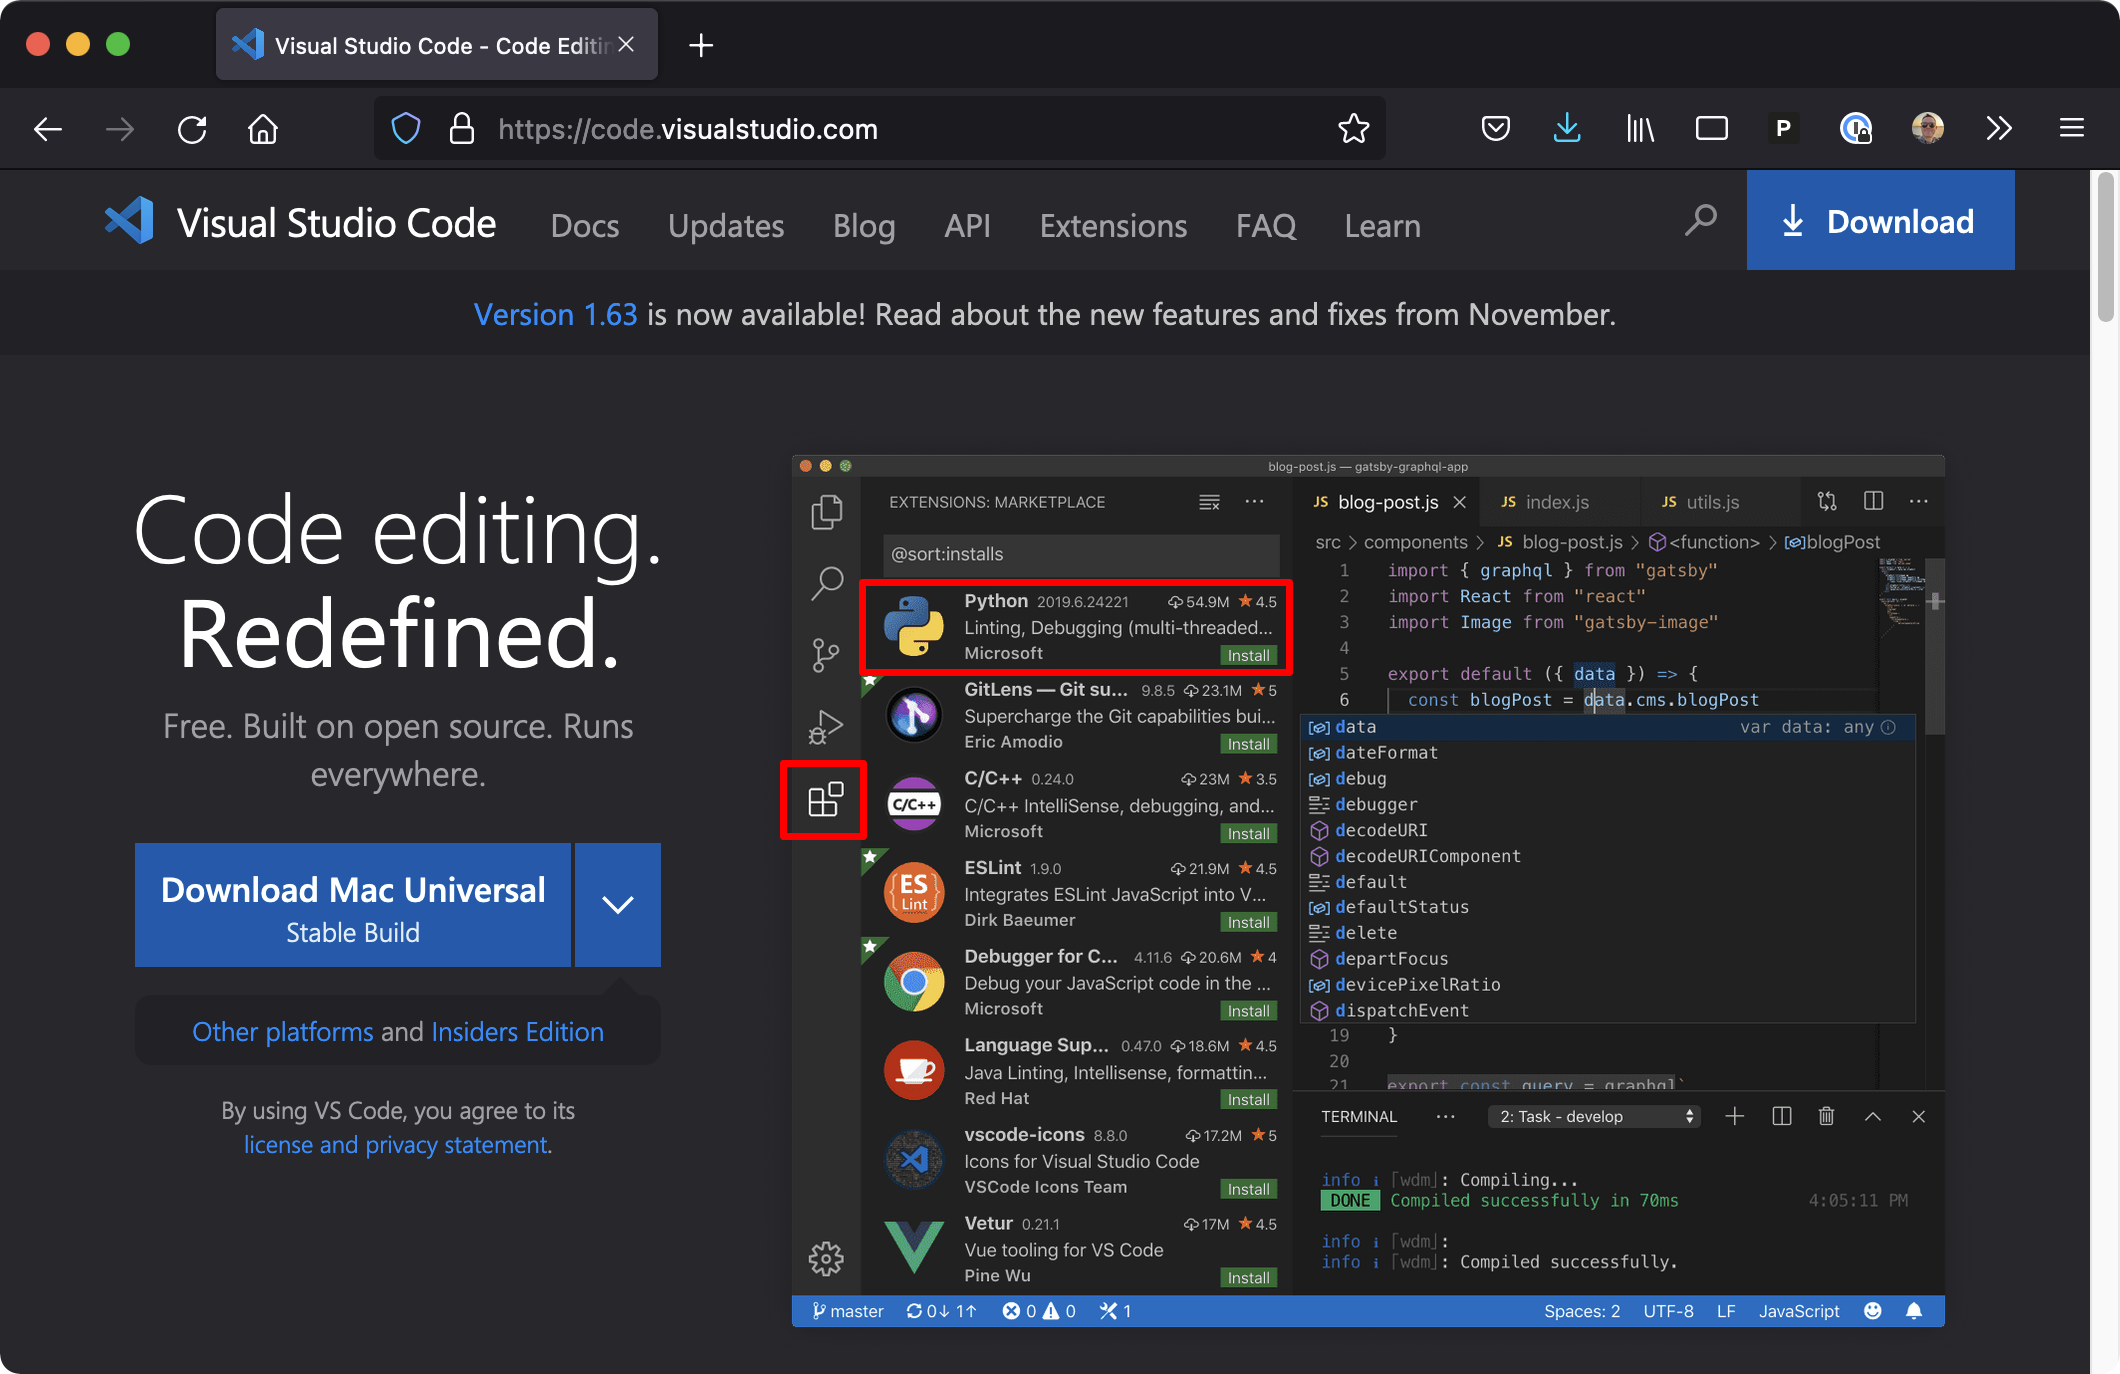 Visual Studio Code - Code Editin
https://code.visualstudio.com
P
Visual Studio Code
Docs
Updates
Blog
API
Extensions
FAQ
Learn
Download
Version 1.63 is now available! Read about the new features and fixes from November.
Code editing.
Redefined.
Free. Built on open source. Runs
everywhere.
Download Mac Universal
Stable Build
Other platforms and Insiders Edition
By using VS Code, you agree to its
license and privacy statement.
blog-post.js — gatsby-graphql-app
EXTENSIONS: MARKETPLACE
@sort:installs
Python 2019.6.24221 54.9M 4.5
Linting, Debugging (multi-threaded...
Microsoft Install
GitLens — Git su... 9.8.5 23.1M 5
Supercharge the Git capabilities bui...
Eric Amodio Install
C/C++
C/C++ 0.24.0 23M 3.5
C/C++ IntelliSense, debugging, and...
Microsoft Install
ES
Lint
ESLint 1.9.0 21.9M 4.5
Integrates ESLint JavaScript into V...
Dirk Baeumer Install
Debugger for C... 4.11.6 20.6M 4
Debug your JavaScript code in the ...
Microsoft Install
Language Sup... 0.47.0 18.6M 4.5
Java Linting, Intellisense, formattin...
Red Hat Install
vscode-icons 8.8.0 17.2M 5
Icons for Visual Studio Code
VSCode Icons Team Install
Vetur 0.21.1 17M 4.5
Vue tooling for VS Code
Pine Wu Install
JS blog-post.js
JS index.js
JS utils.js
src > components > JS blog-post.js > <function> > blogPost
1 import { graphql } from "gatsby"
2 import React from "react"
3 import Image from "gatsby-image"
4
5 export default ({ data }) => {
6 const blogPost = data.cms.blogPost
data var data: any
dateFormat
debug
debugger
decodeURI
decodeURIComponent
default
defaultStatus
delete
departFocus
devicePixelRatio
dispatchEvent
19 }
20
21 export const query = graphql`
TERMINAL ... 2: Task - develop
info i ｢wdm｣: Compiling...
DONE Compiled successfully in 70ms 4:05:11 PM
info i ｢wdm｣:
info i ｢wdm｣: Compiled successfully.
master 0↓ 1↑ 0 0 1
Spaces: 2 UTF-8 LF JavaScript